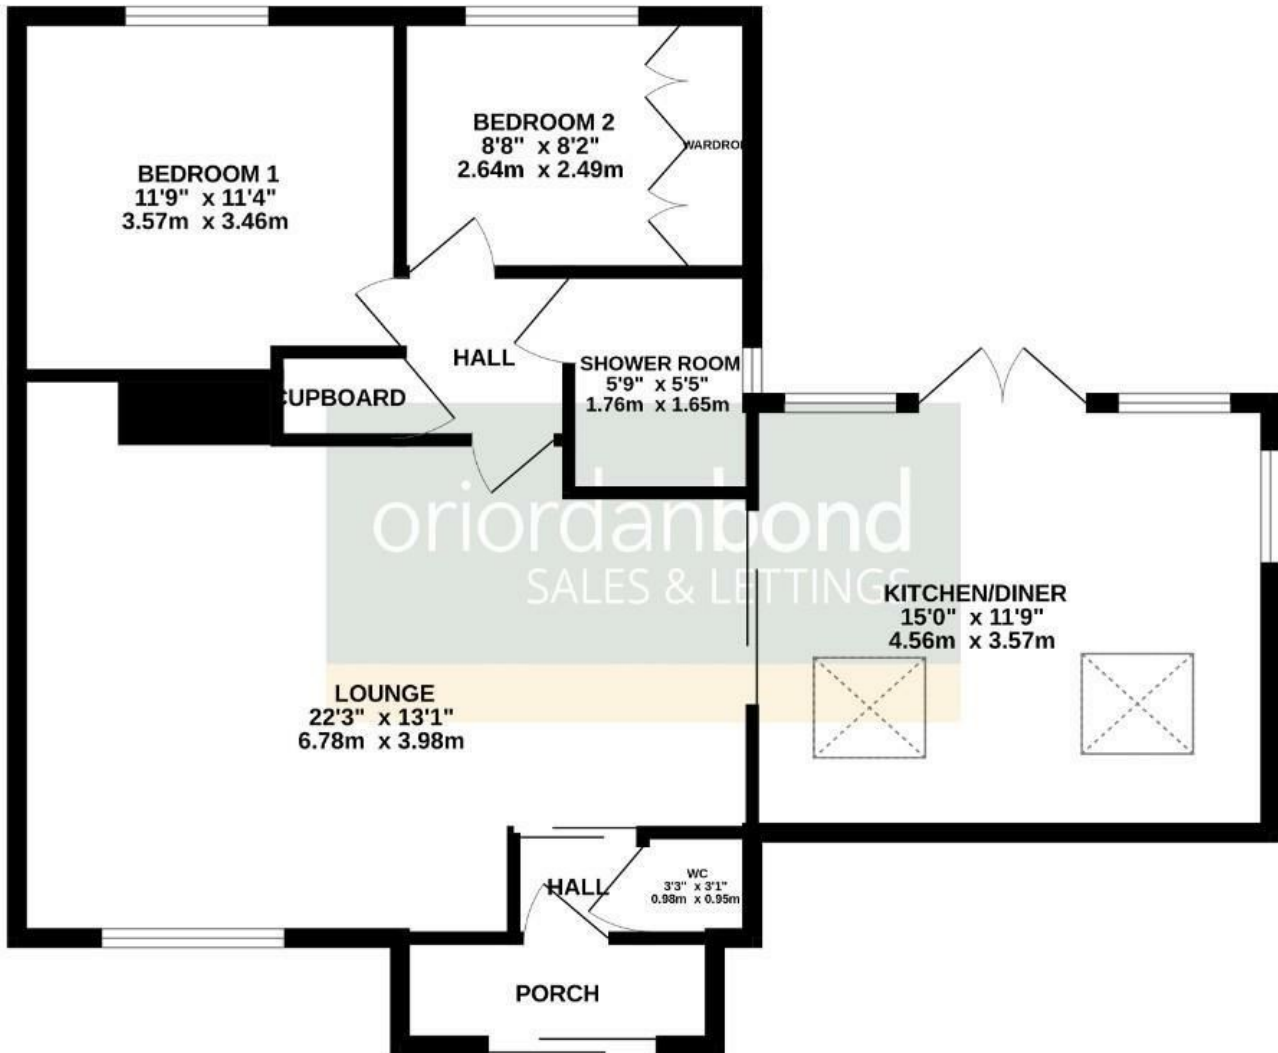 BEDROOM 1
11'9" x 11'4"
3.57m x 3.46m
BEDROOM 2
8'8" x 8'2"
2.64m x 2.49m
WARDROB
HALL
CUPBOARD
SHOWER ROOM
5'9" x 5'5"
1.76m x 1.65m
oriordanbond
SALES & LETTINGS
KITCHEN/DINER
15'0" x 11'9"
4.56m x 3.57m
LOUNGE
22'3" x 13'1"
6.78m x 3.98m
HALL
WC
3'3" x 3'1"
0.98m x 0.95m
PORCH